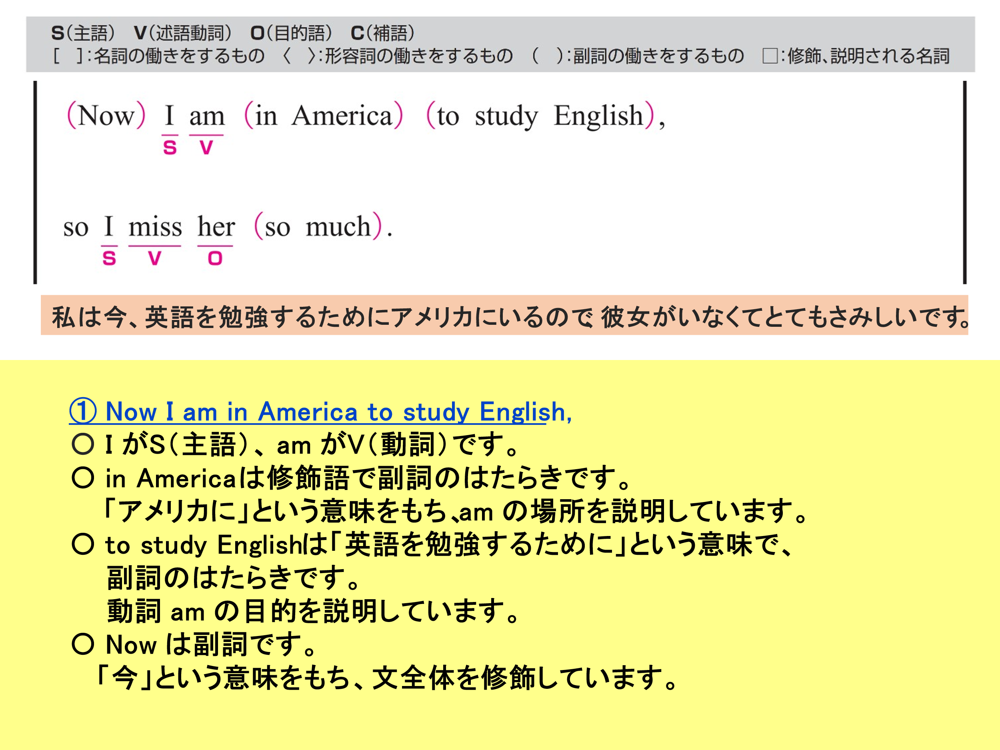 S(主語) V(述語動詞) O(目的語) C(補語)
[ ]:名詞の働きをするもの 〈 〉:形容詞の働きをするもの ( ):副詞の働きをするもの □:修飾、説明される名詞
(Now) I am (in America) (to study English),
S V
so I miss her (so much).
S V O
私は今、英語を勉強するためにアメリカにいるので、彼女がいなくてとてもさみしいです。
① Now I am in America to study English,
○ I がS(主語)、am がV(動詞)です。
○ in Americaは修飾語で副詞のはたらきです。
「アメリカに」という意味をもち、am の場所を説明しています。
○ to study Englishは「英語を勉強するために」という意味で、
副詞のはたらきです。
動詞 am の目的を説明しています。
○ Now は副詞です。
「今」という意味をもち、文全体を修飾しています。